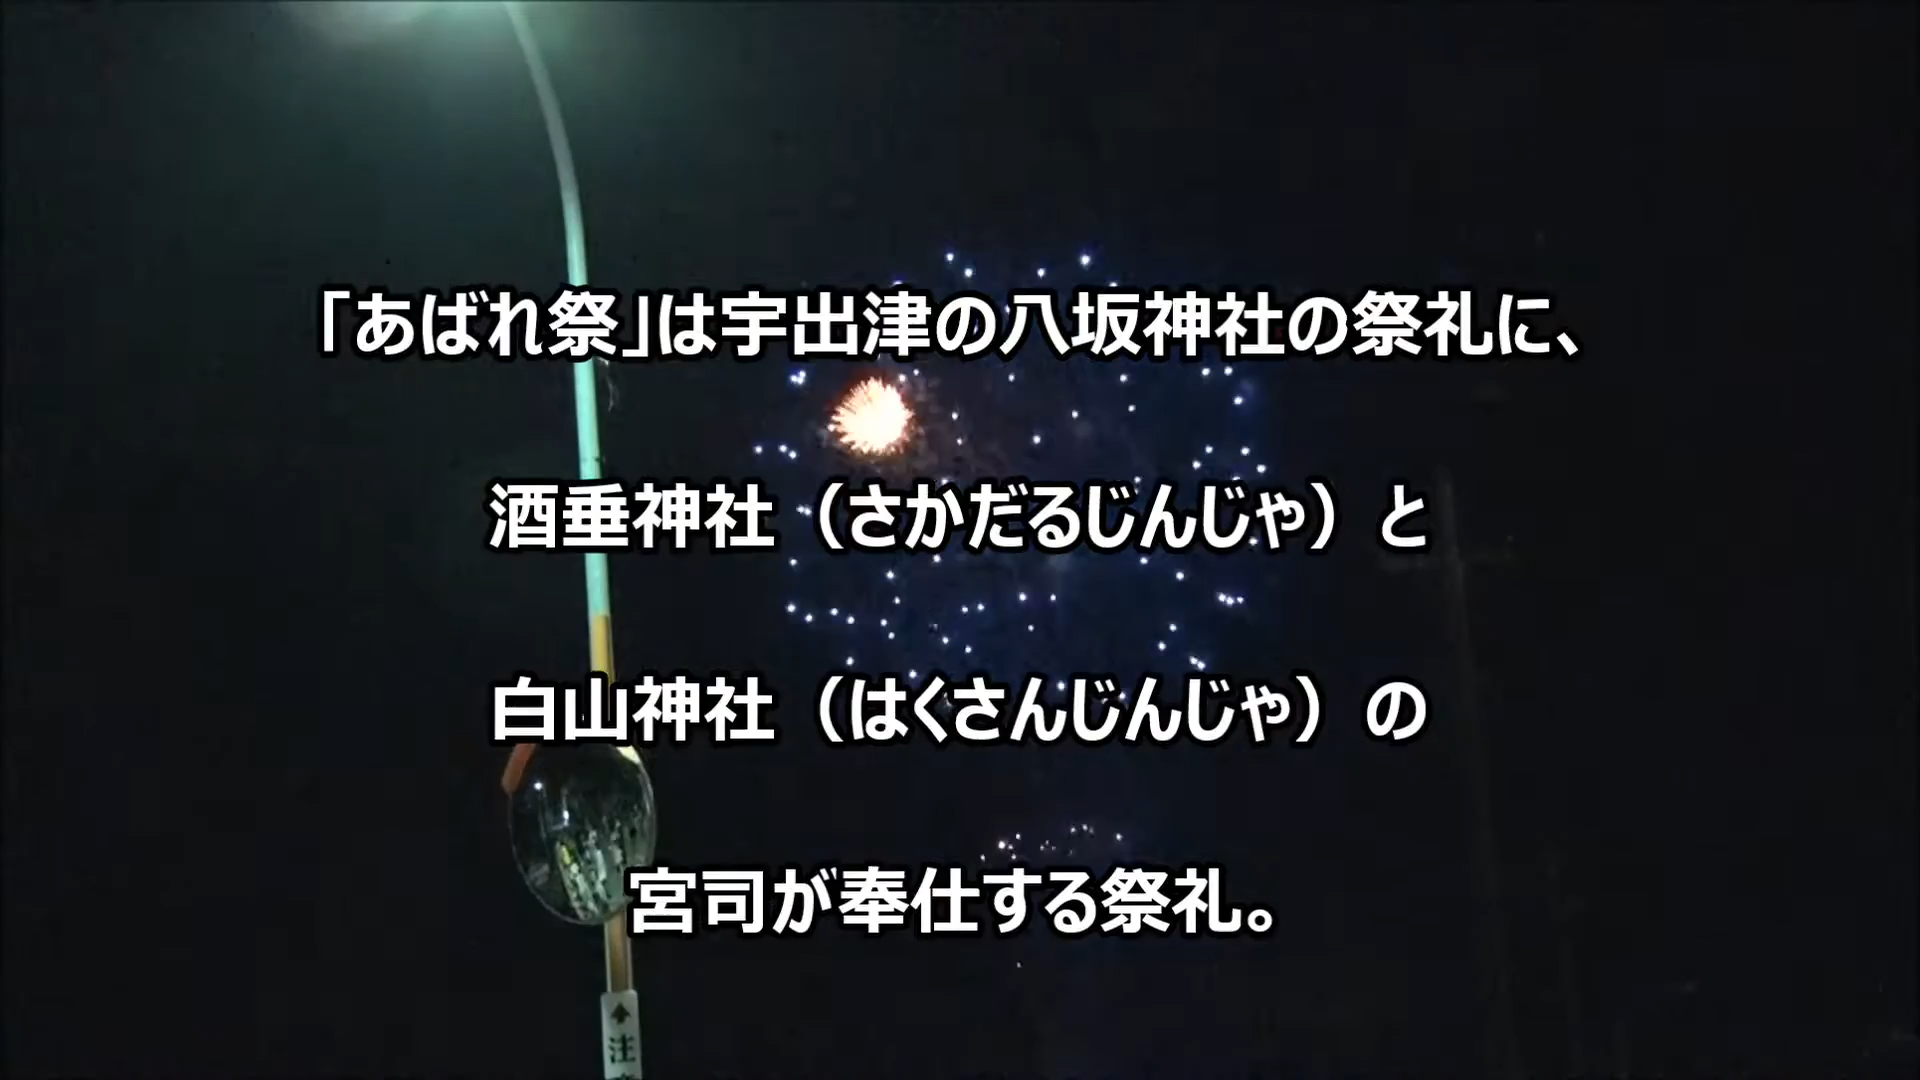 「あばれ祭」は宇出津の八坂神社の祭礼に、
酒垂神社（さかだるじんじゃ）と
白山神社（はくさんじんじゃ）の
宮司が奉仕する祭礼。
注